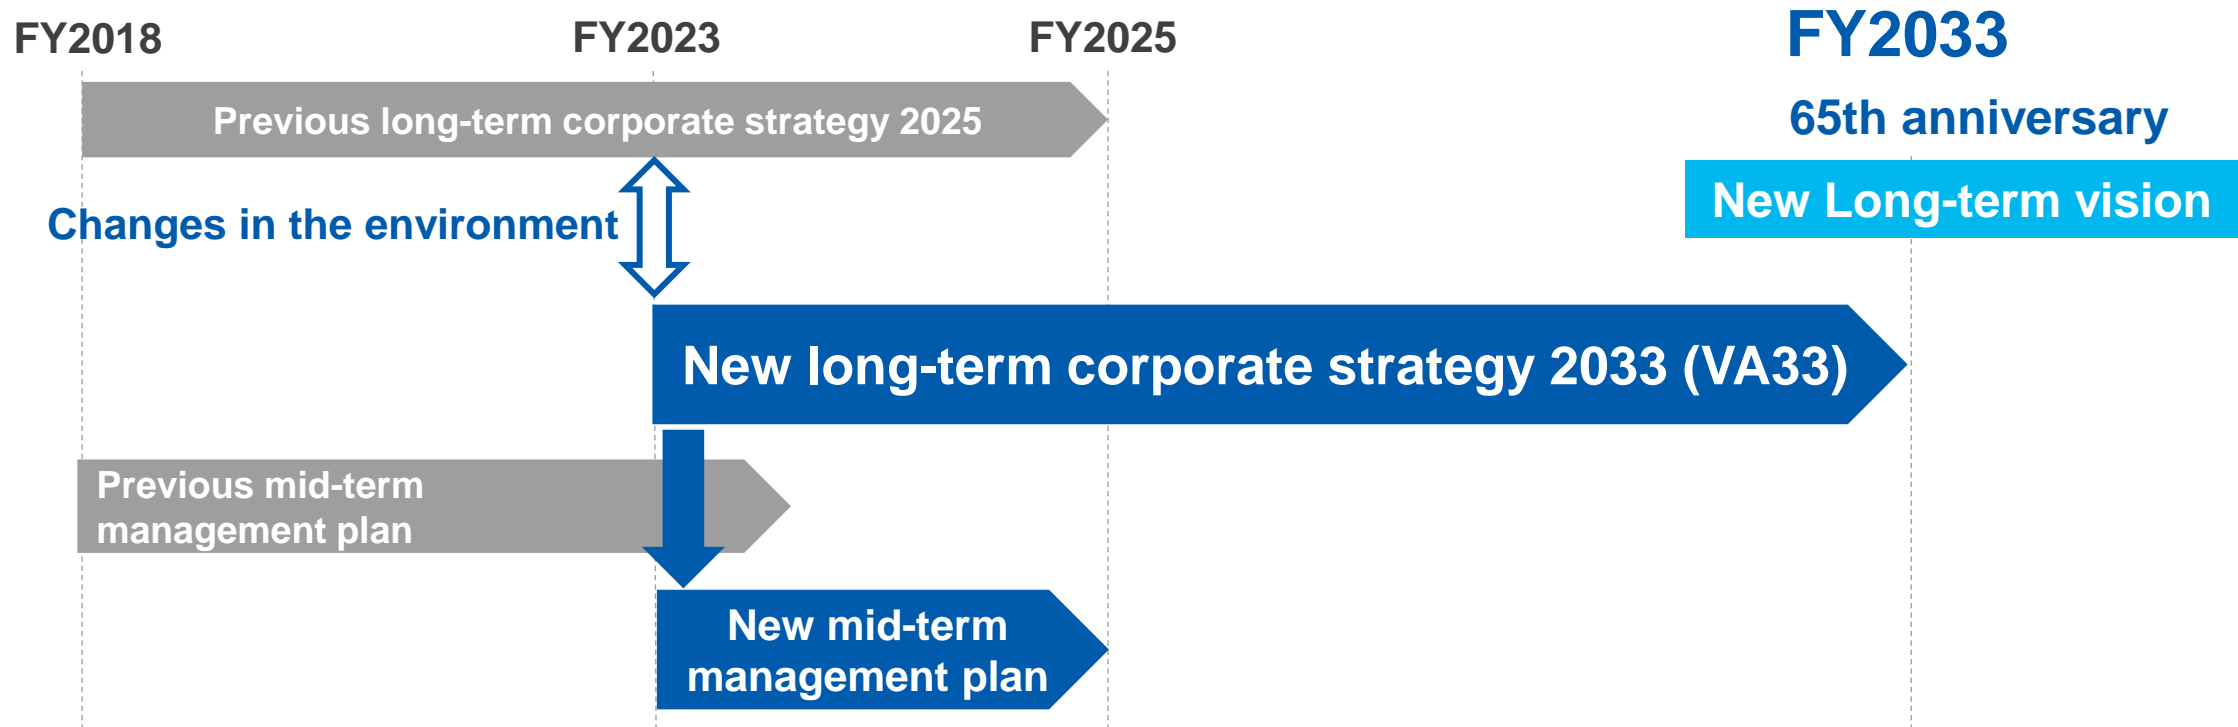 FY2018
FY2023
FY2025
FY2033
65th anniversary
Previous long-term corporate strategy 2025
New Long-term vision
Changes in the environment
New long-term corporate strategy 2033 (VA33)
Previous mid-term
management plan
New mid-term
management plan